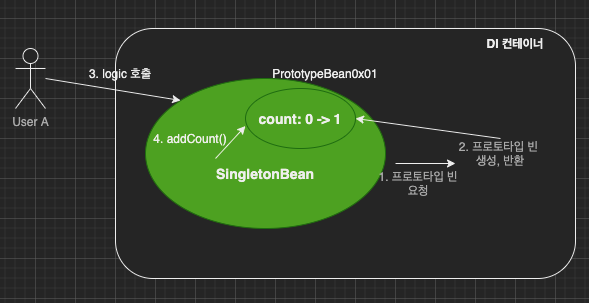 DI 컨테이너
3. logic 호출
PrototypeBean0x01
User A
count: 0 -> 1
4. addCount()
2. 프로토타입 빈
생성, 반환
SingletonBean
1. 프로토타입 빈
요청